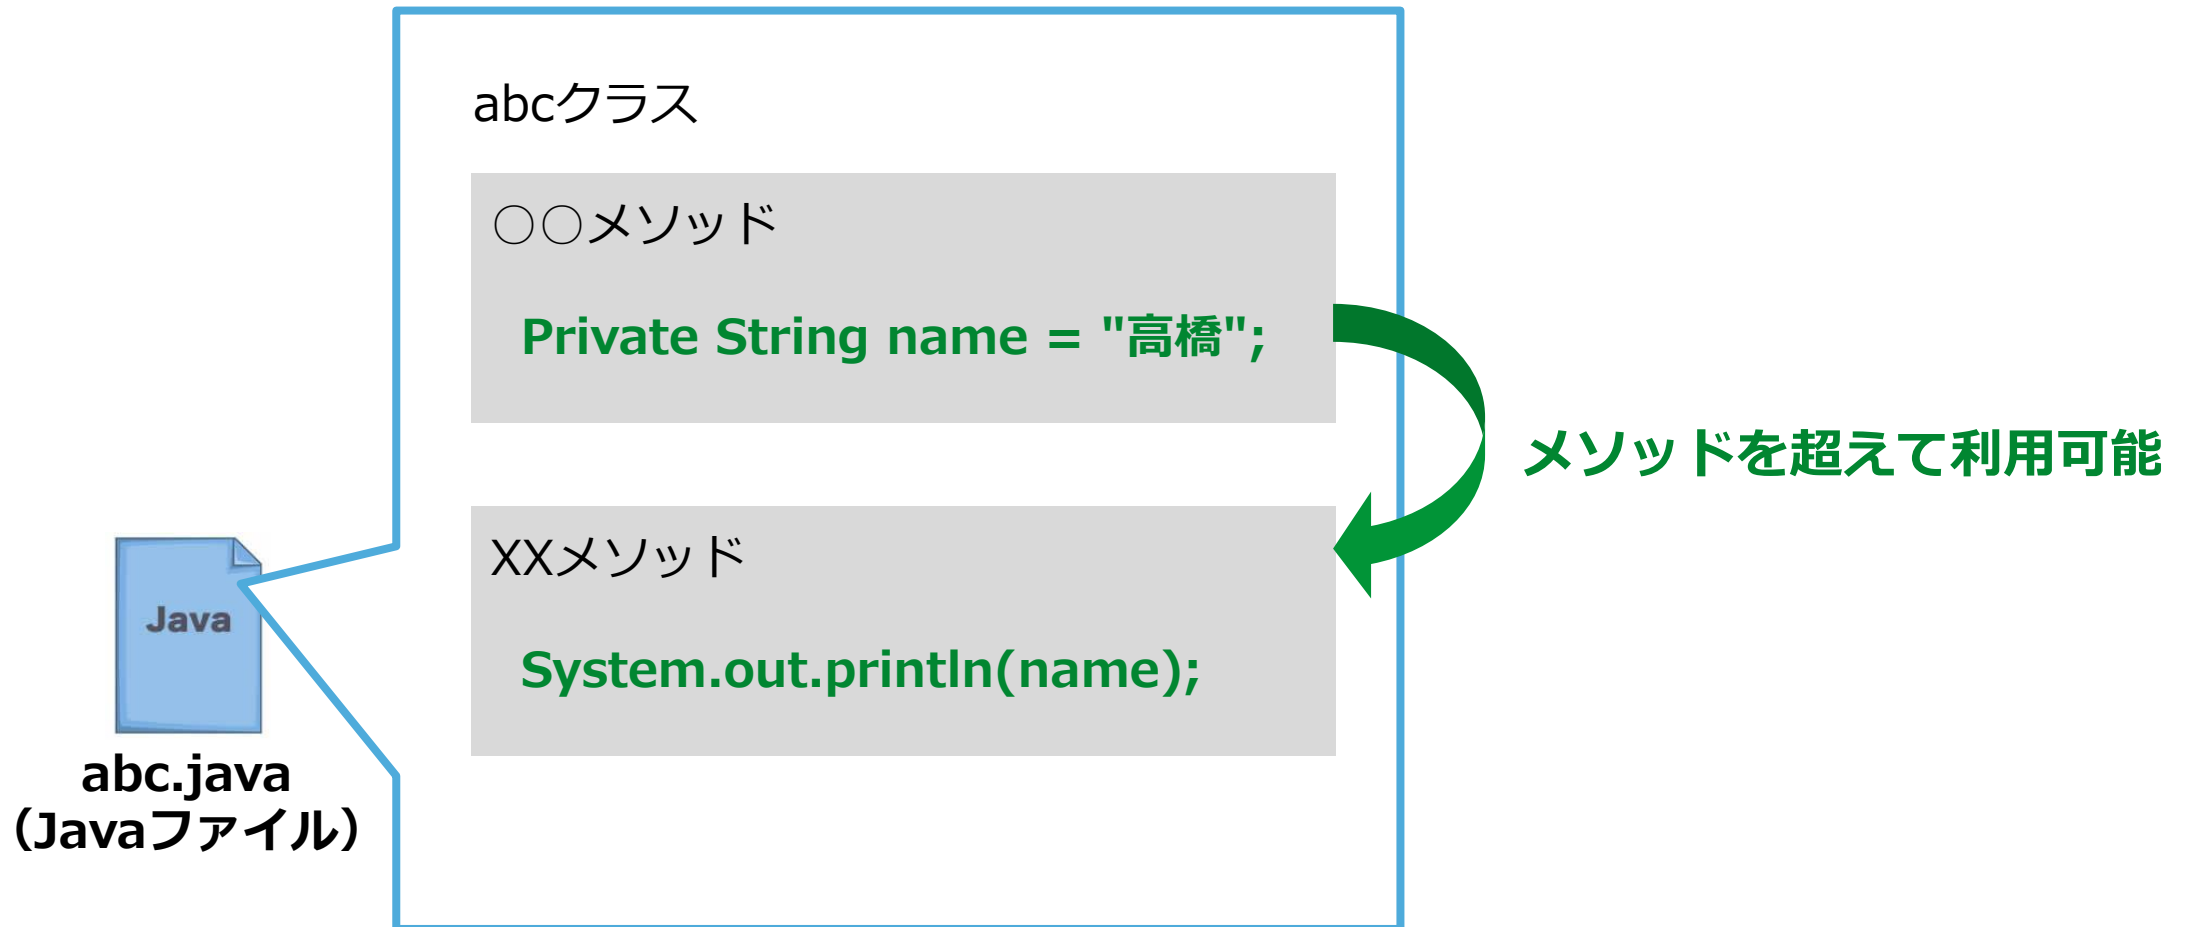 abcクラス
○○メソッド
Private String name = "高橋";
メソッドを超えて利用可能
XXメソッド
System.out.println(name);
Java
abc.java
（Javaファイル）